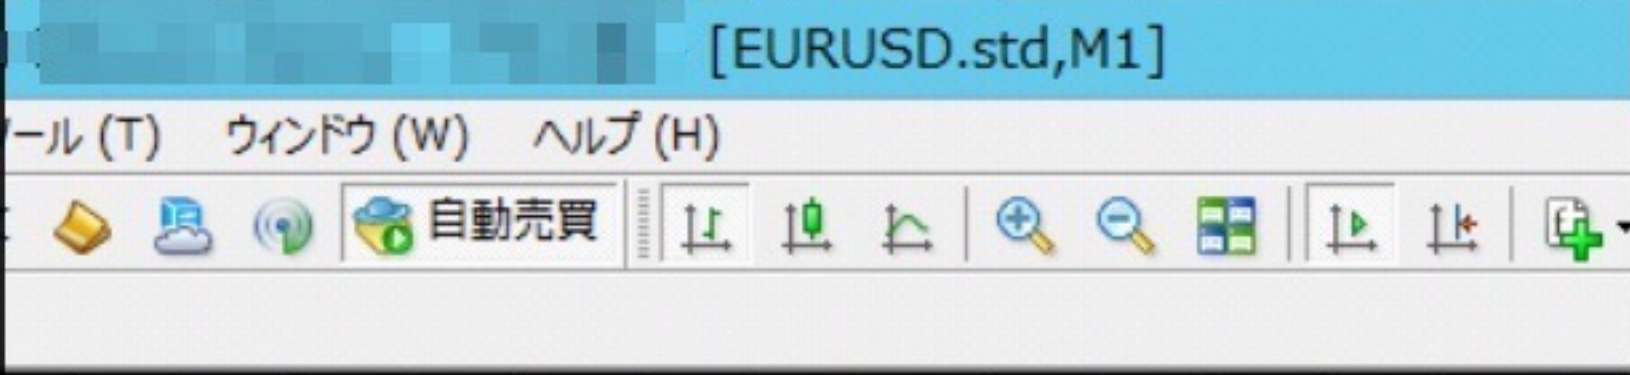 [EURUSD.std,M1]
ール (T) ウィンドウ (W) ヘルプ (H)
自動売買